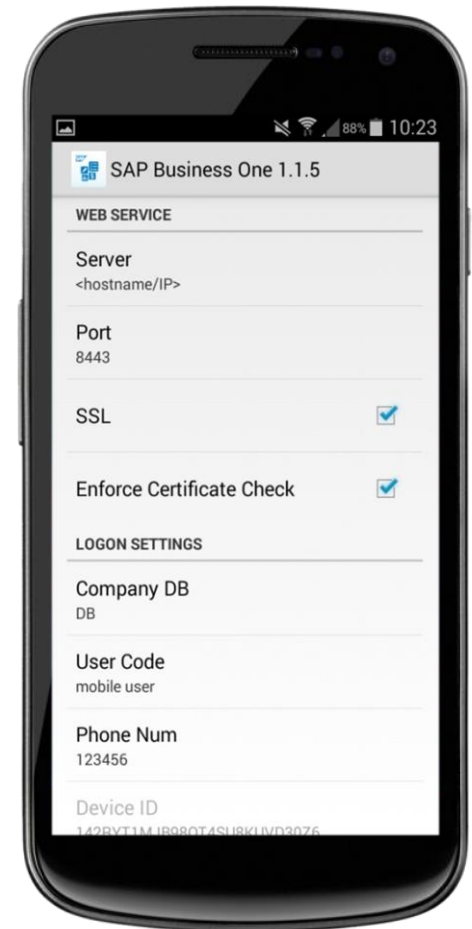 88% 10:23
SAP Business One 1.1.5
WEB SERVICE
Server
<hostname/IP>
Port
8443
SSL
Enforce Certificate Check
LOGON SETTINGS
Company DB
DB
User Code
mobile user
Phone Num
123456
Device ID